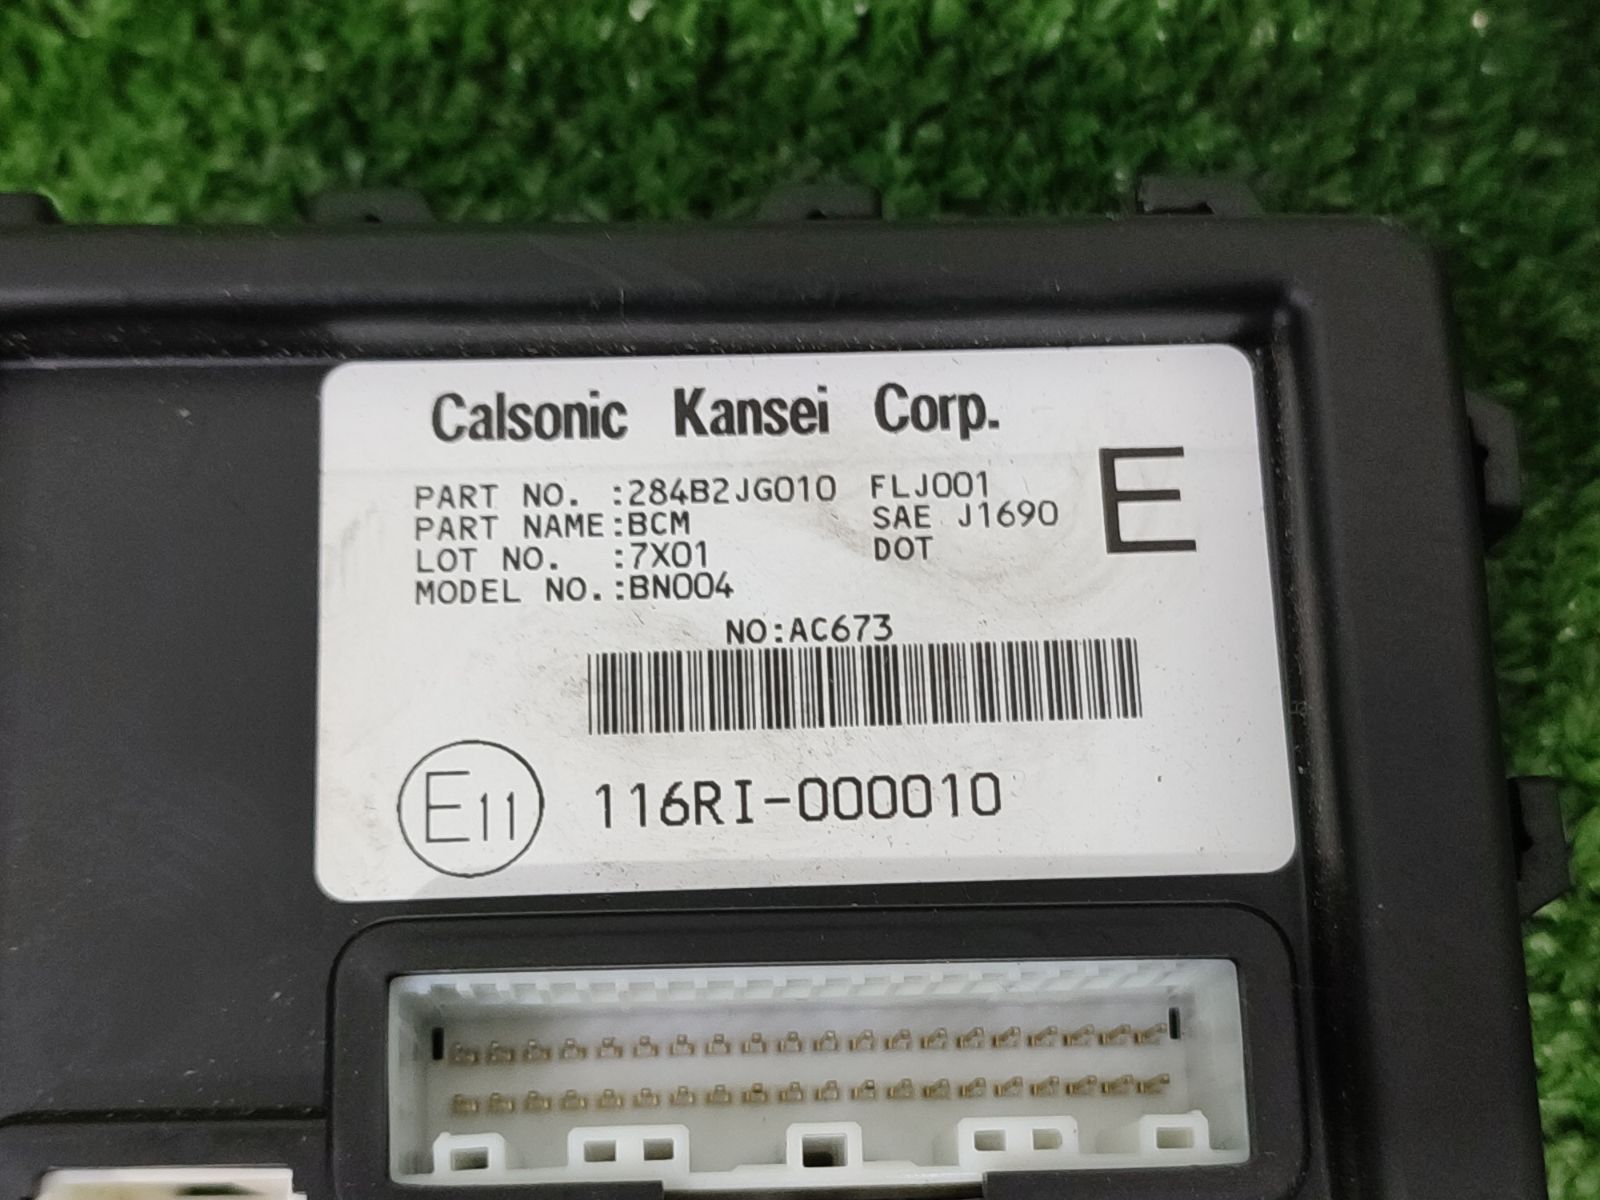 Calsonic Kansei Corp.
PART NO. :284B2JG010 FLJ001
PART NAME:BCM SAE J1690
LOT NO. :7X01 DOT
MODEL NO.:BN004
E
NO:AC673
E11 116RI-000010